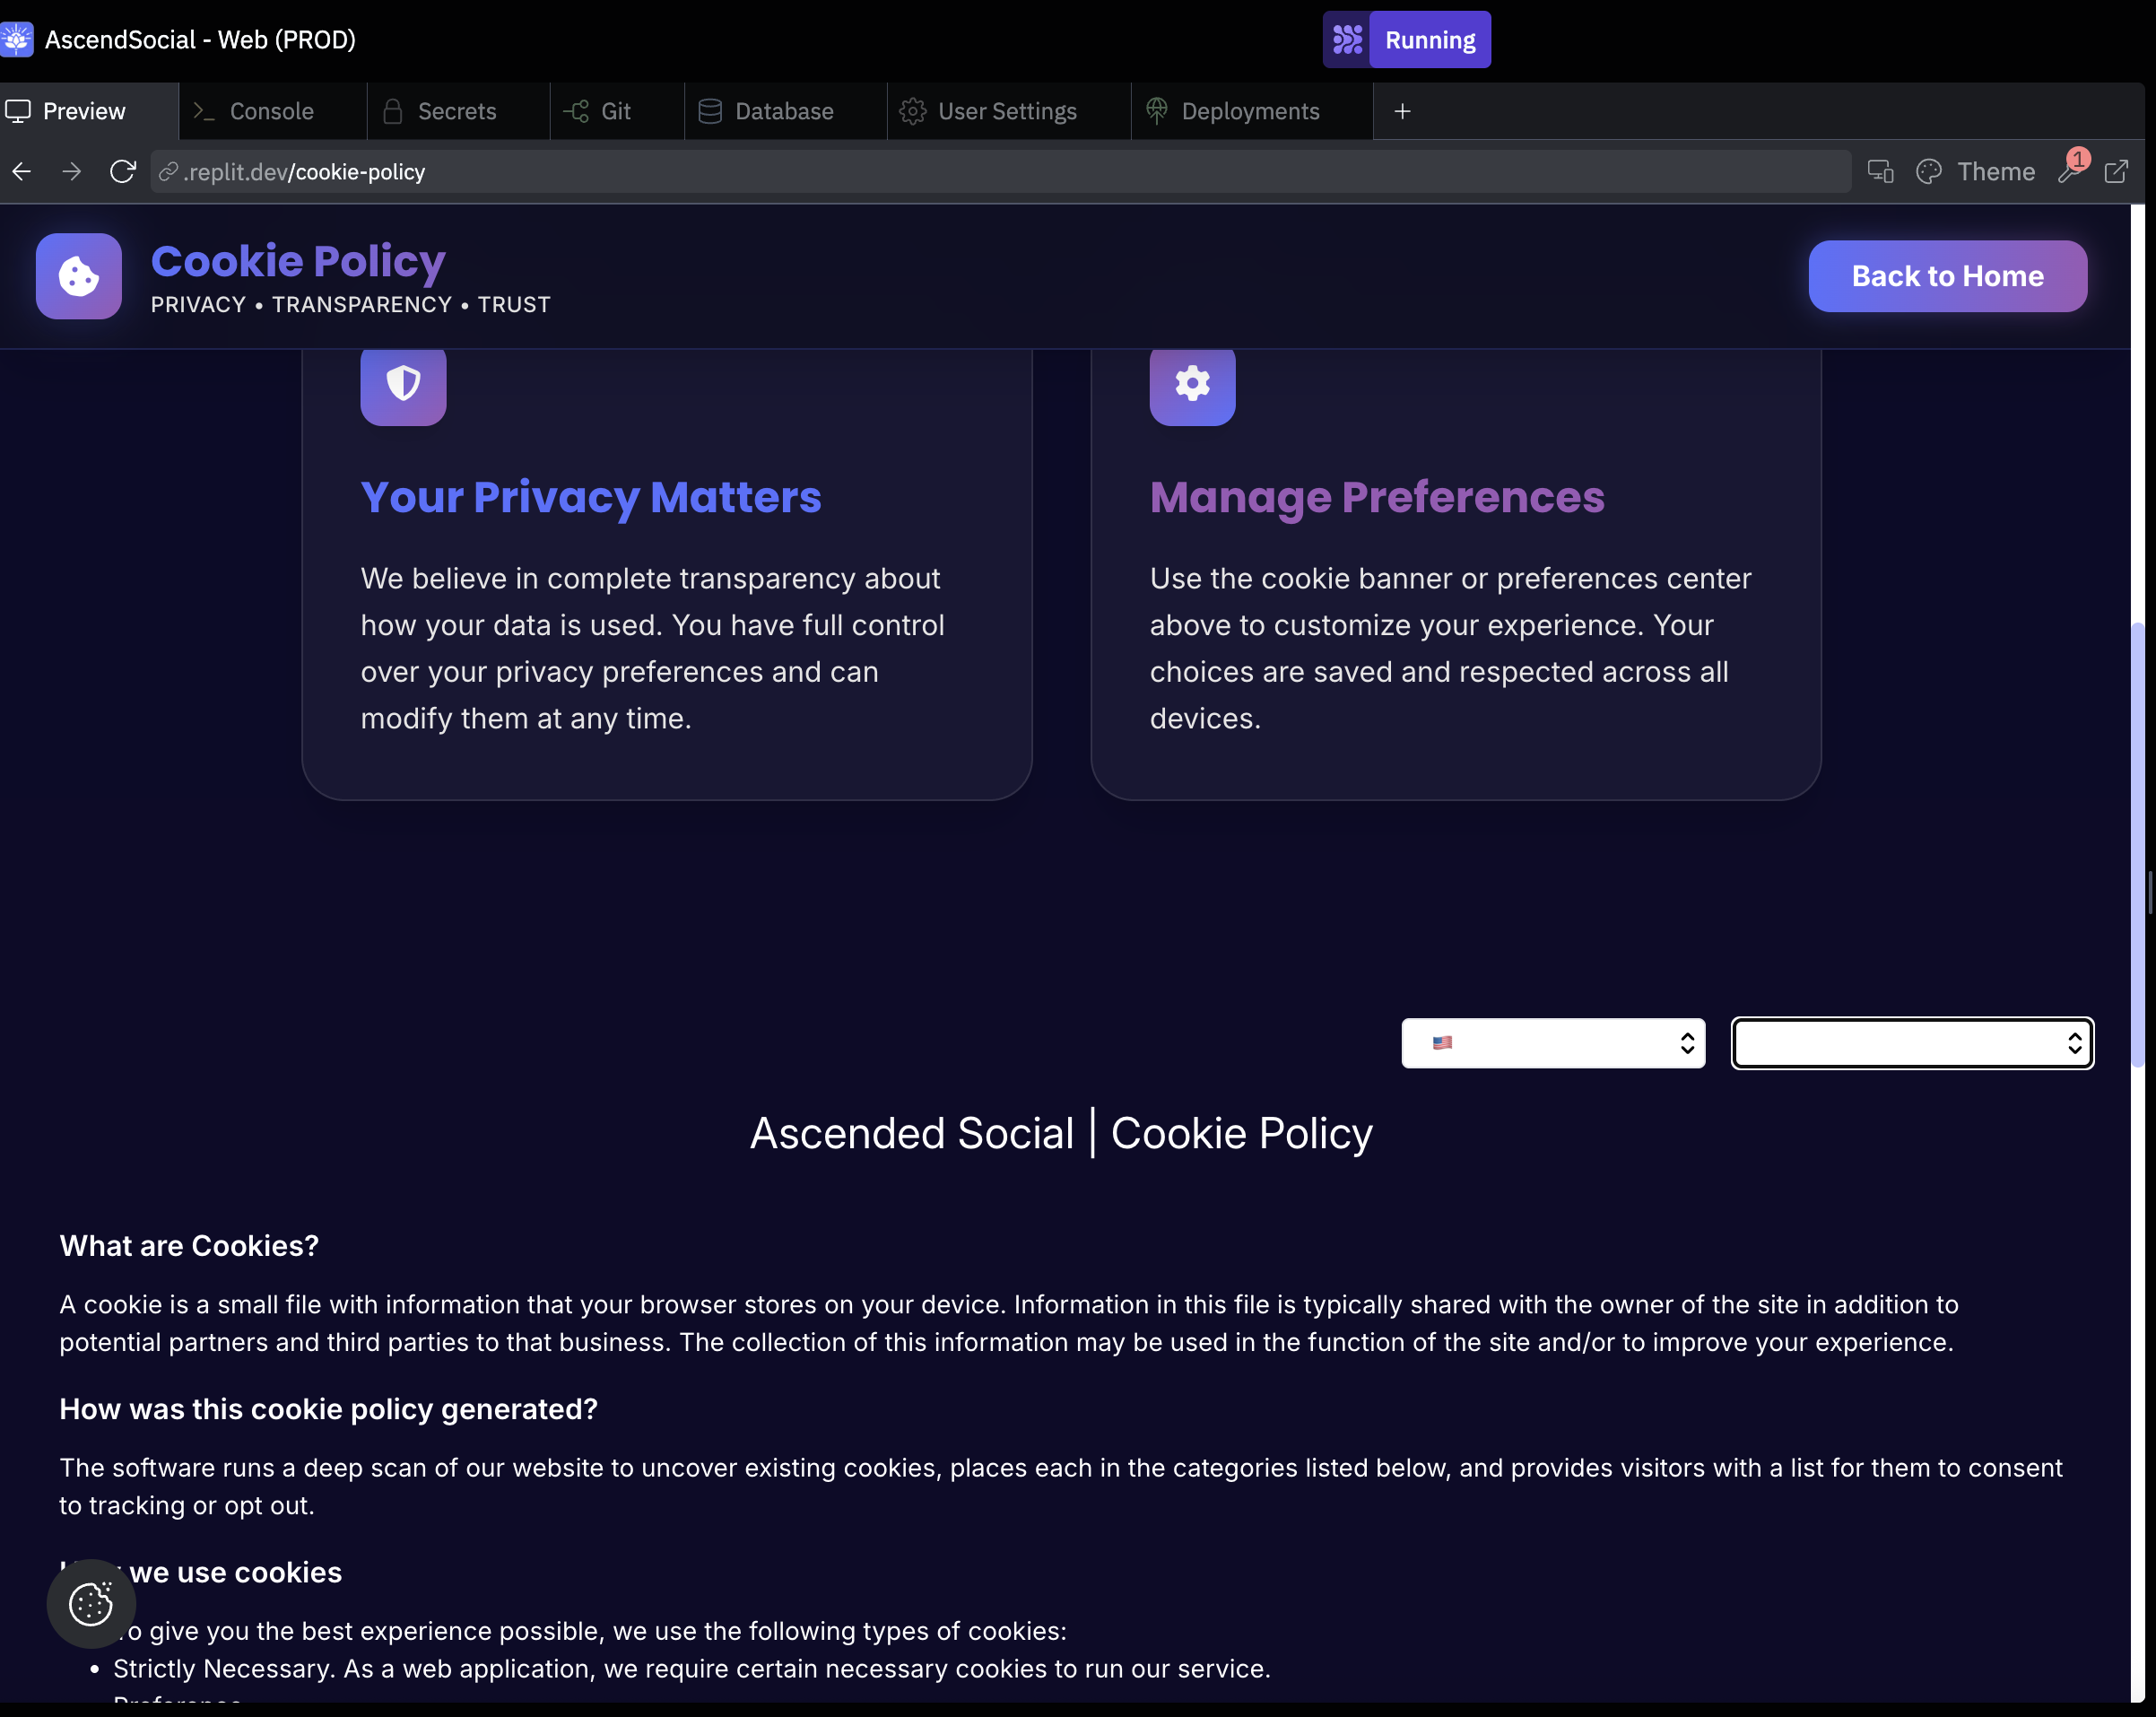 AscendSocial - Web (PROD)
Running
Preview
Console
Secrets
Git
Database
User Settings
Deployments
.replit.dev/cookie-policy
Theme
1
Cookie Policy
PRIVACY • TRANSPARENCY • TRUST
Back to Home
Your Privacy Matters
We believe in complete transparency about
how your data is used. You have full control
over your privacy preferences and can
modify them at any time.
Manage Preferences
Use the cookie banner or preferences center
above to customize your experience. Your
choices are saved and respected across all
devices.
Ascended Social | Cookie Policy
What are Cookies?
A cookie is a small file with information that your browser stores on your device. Information in this file is typically shared with the owner of the site in addition to
potential partners and third parties to that business. The collection of this information may be used in the function of the site and/or to improve your experience.
How was this cookie policy generated?
The software runs a deep scan of our website to uncover existing cookies, places each in the categories listed below, and provides visitors with a list for them to consent
to tracking or opt out.
we use cookies
give you the best experience possible, we use the following types of cookies:
• Strictly Necessary. As a web application, we require certain necessary cookies to run our service.